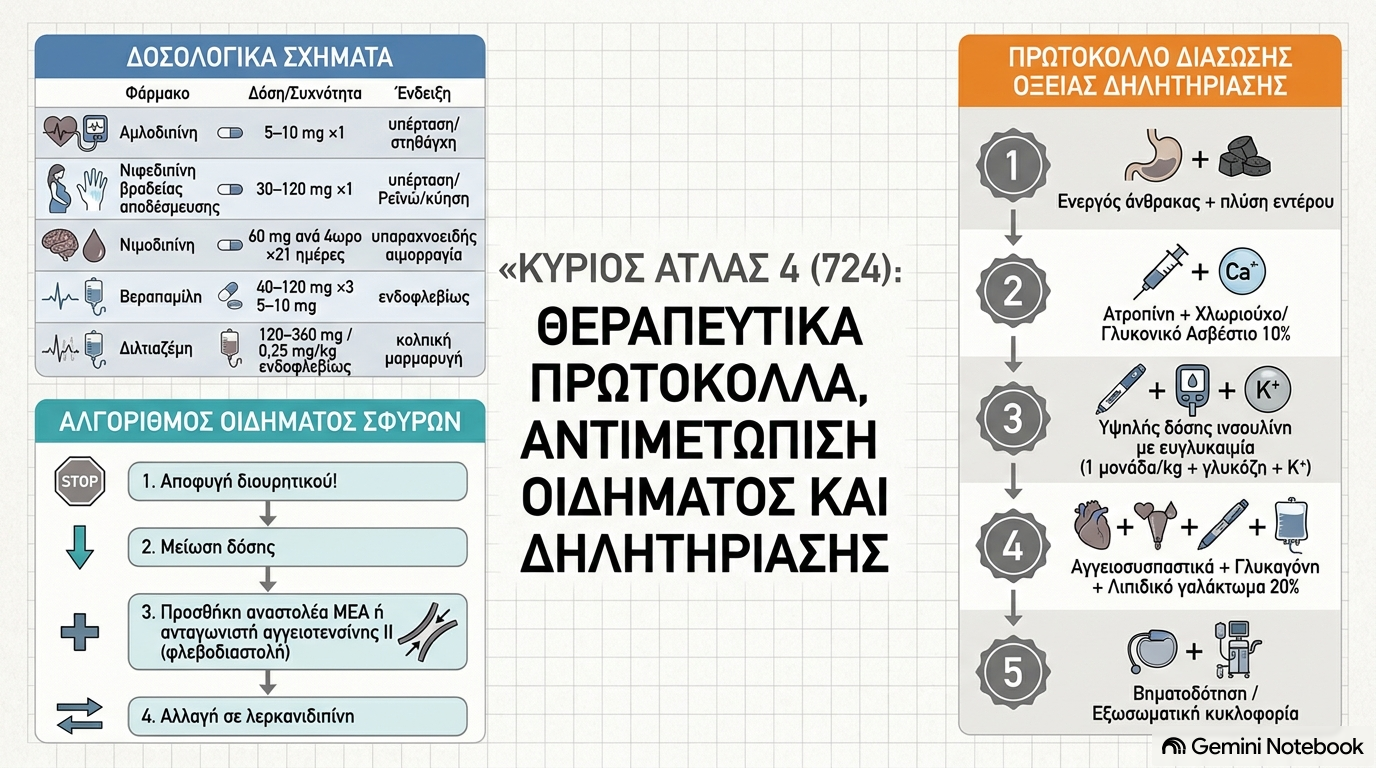 ΔΟΣΟΛΟΓΙΚΑ ΣΧΗΜΑΤΑ
Φάρμακο Δόση/Συχνότητα Ένδειξη
Αμλοδιπίνη 5–10 mg ×1 υπέρταση/
στηθάγχη
Νιφεδιπίνη
βραδείας
αποδέσμευσης
30–120 mg ×1
υπέρταση/
Ρεΐνώ/κύηση
Νιμοδιπίνη
60 mg ανά 4ωρο
×21 ημέρες
υπαραχνοειδής
αιμορραγία
Βεραπαμίλη
40–120 mg ×3
5–10 mg
ενδοφλεβίως
Διλτιαζέμη
120–360 mg /
0,25 mg/kg
ενδοφλεβίως
κολπική
μαρμαρυγή
ΑΛΓΟΡΙΘΜΟΣ ΟΙΔΗΜΑΤΟΣ ΣΦΥΡΩΝ
STOP
1. Αποφυγή διουρητικού!
2. Μείωση δόσης
3. Προσθήκη αναστολέα ΜΕΑ ή
ανταγωνιστή αγγειοτενσίνης II
(φλεβοδιαστολή)
4. Αλλαγή σε λερκανιδιπίνη
«ΚΥΡΙΟΣ ΑΤΛΑΣ 4 (724):
ΘΕΡΑΠΕΥΤΙΚΑ
ΠΡΩΤΟΚΟΛΛΑ,
ΑΝΤΙΜΕΤΩΠΙΣΗ
ΟΙΔΗΜΑΤΟΣ ΚΑΙ
ΔΗΛΗΤΗΡΙΑΣΗΣ
ΠΡΩΤΟΚΟΛΛΟ ΔΙΑΣΩΣΗΣ
ΟΞΕΙΑΣ ΔΗΛΗΤΗΡΙΑΣΗΣ
1
+
Ενεργός άνθρακας + πλύση εντέρου
2
+ Ca⁺
Ατροπίνη + Χλωριούχο/
Γλυκονικό Ασβέστιο 10%
3
+ + K⁺
Υψηλής δόσης ινσουλίνη
με ευγλυκαιμία
(1 μονάδα/kg + γλυκόζη + K⁺)
4
+ + +
Αγγειοσυσπαστικά + Γλυκαγόνη
+ Λιπιδικό γαλάκτωμα 20%
5
+
Βηματοδότηση /
Εξωσωματική κυκλοφορία
Gemini Notebook